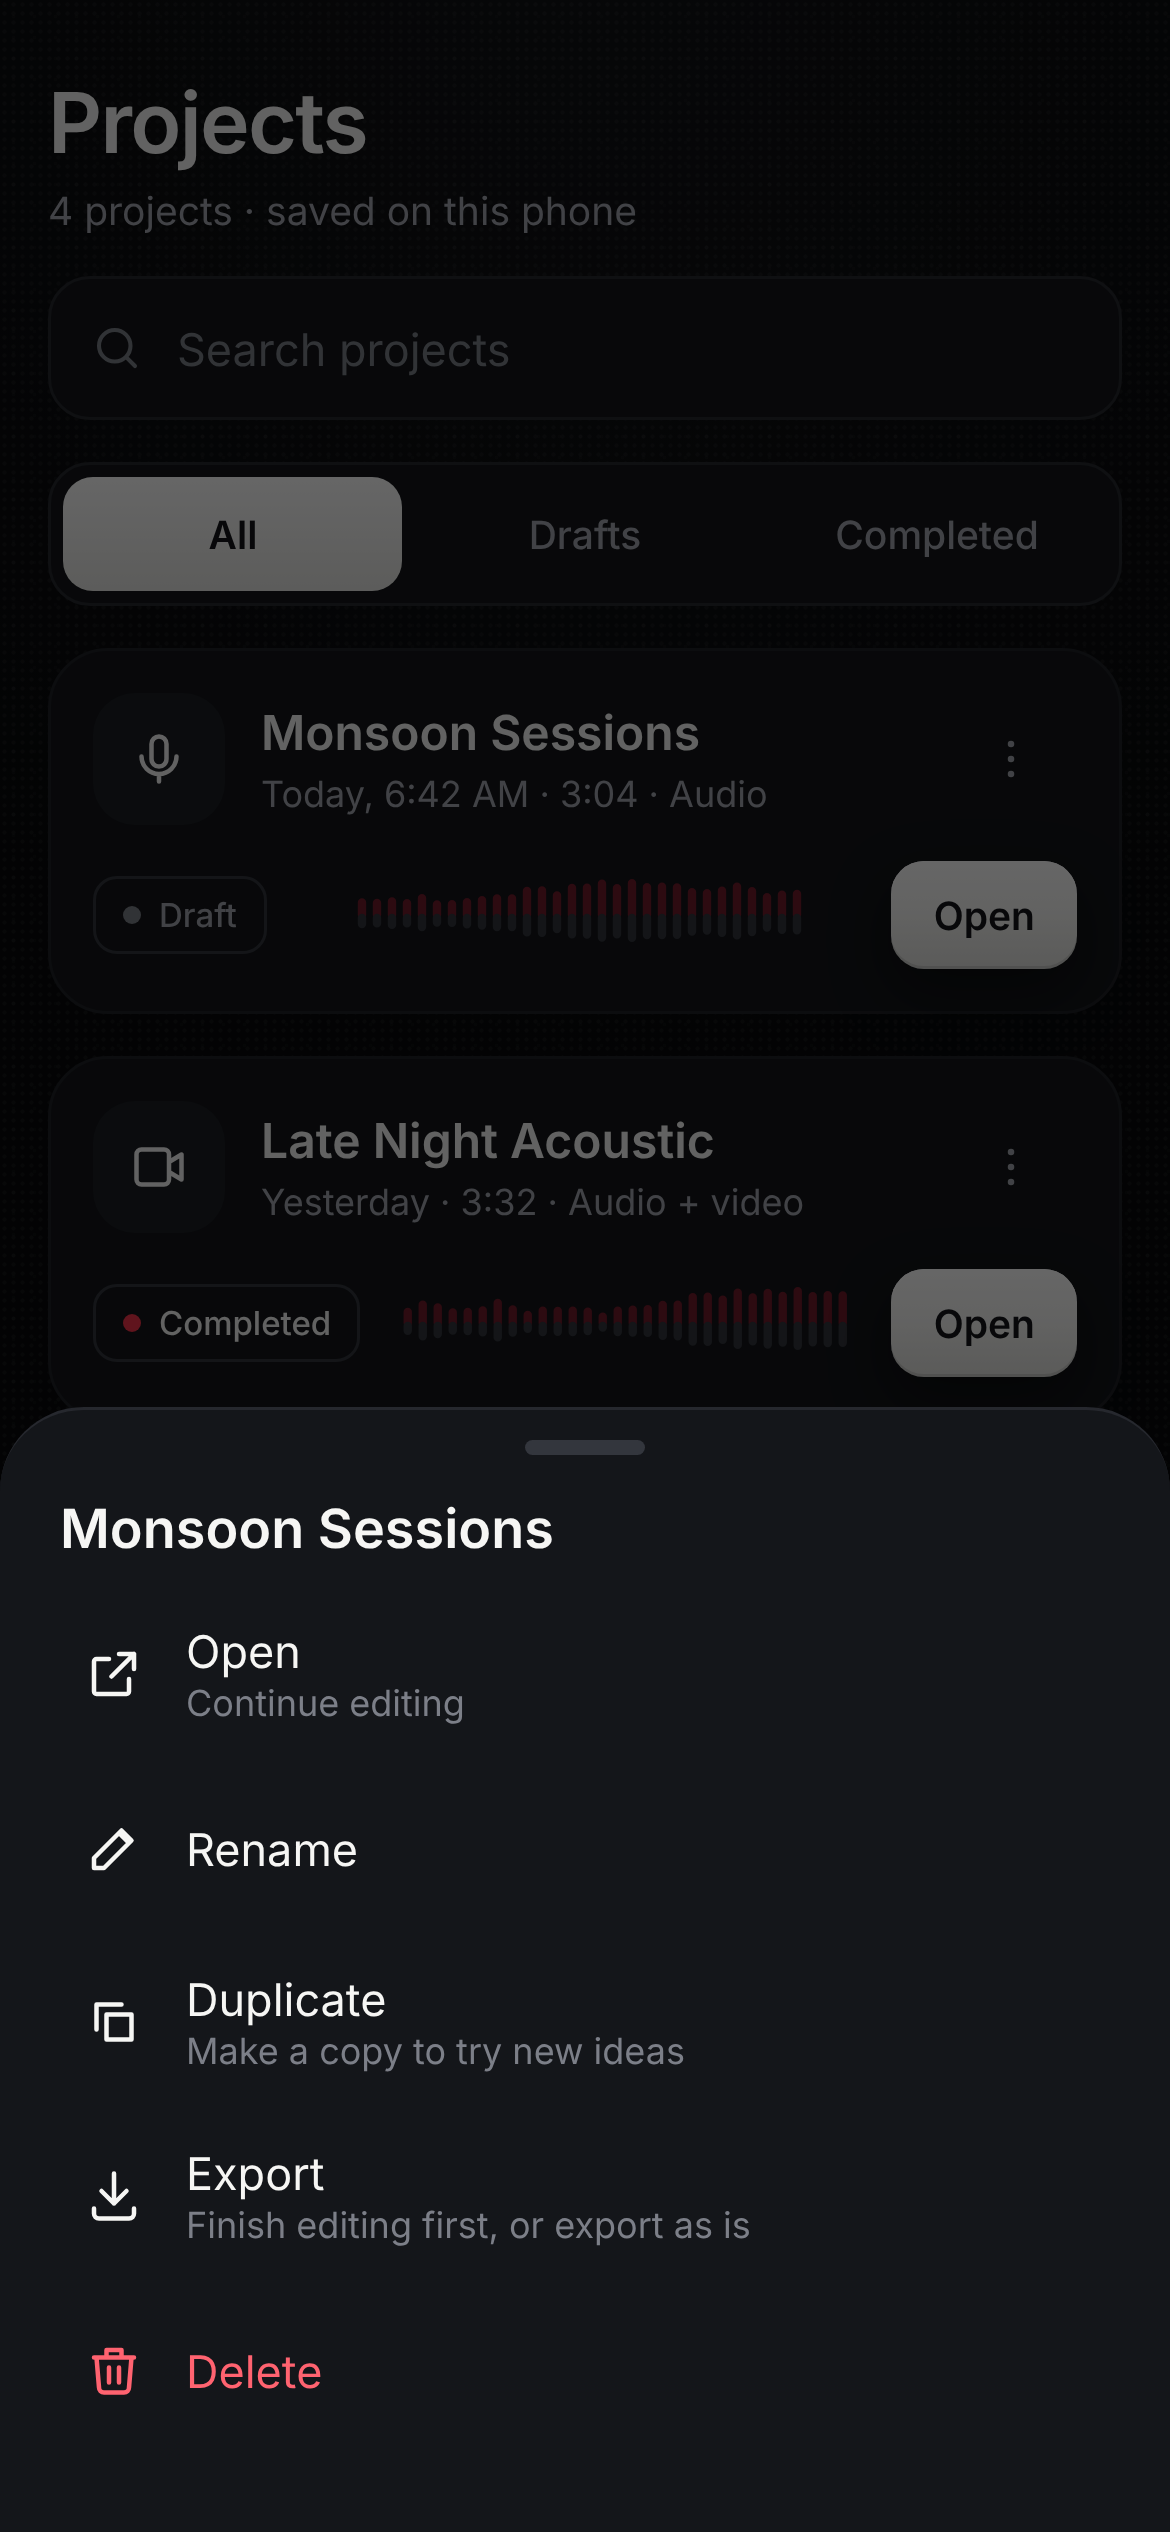 Projects
4 projects · saved on this phone
Search projects
All
Drafts
Completed
Monsoon Sessions
Today, 6:42 AM · 3:04 · Audio
Draft
Open
Late Night Acoustic
Yesterday · 3:32 · Audio + video
Completed
Open
Monsoon Sessions
Open
Continue editing
Rename
Duplicate
Make a copy to try new ideas
Export
Finish editing first, or export as is
Delete